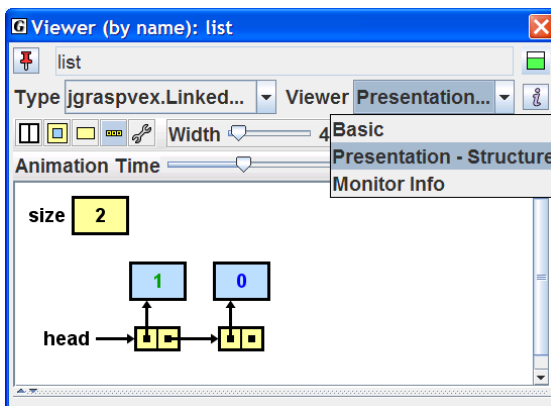 G Viewer (by name): list
list
Type jgraspvex.Linked... Viewer Presentation... i
Width 4
Basic
Presentation - Structure
Monitor Info
Animation Time
size 2
1 0
head